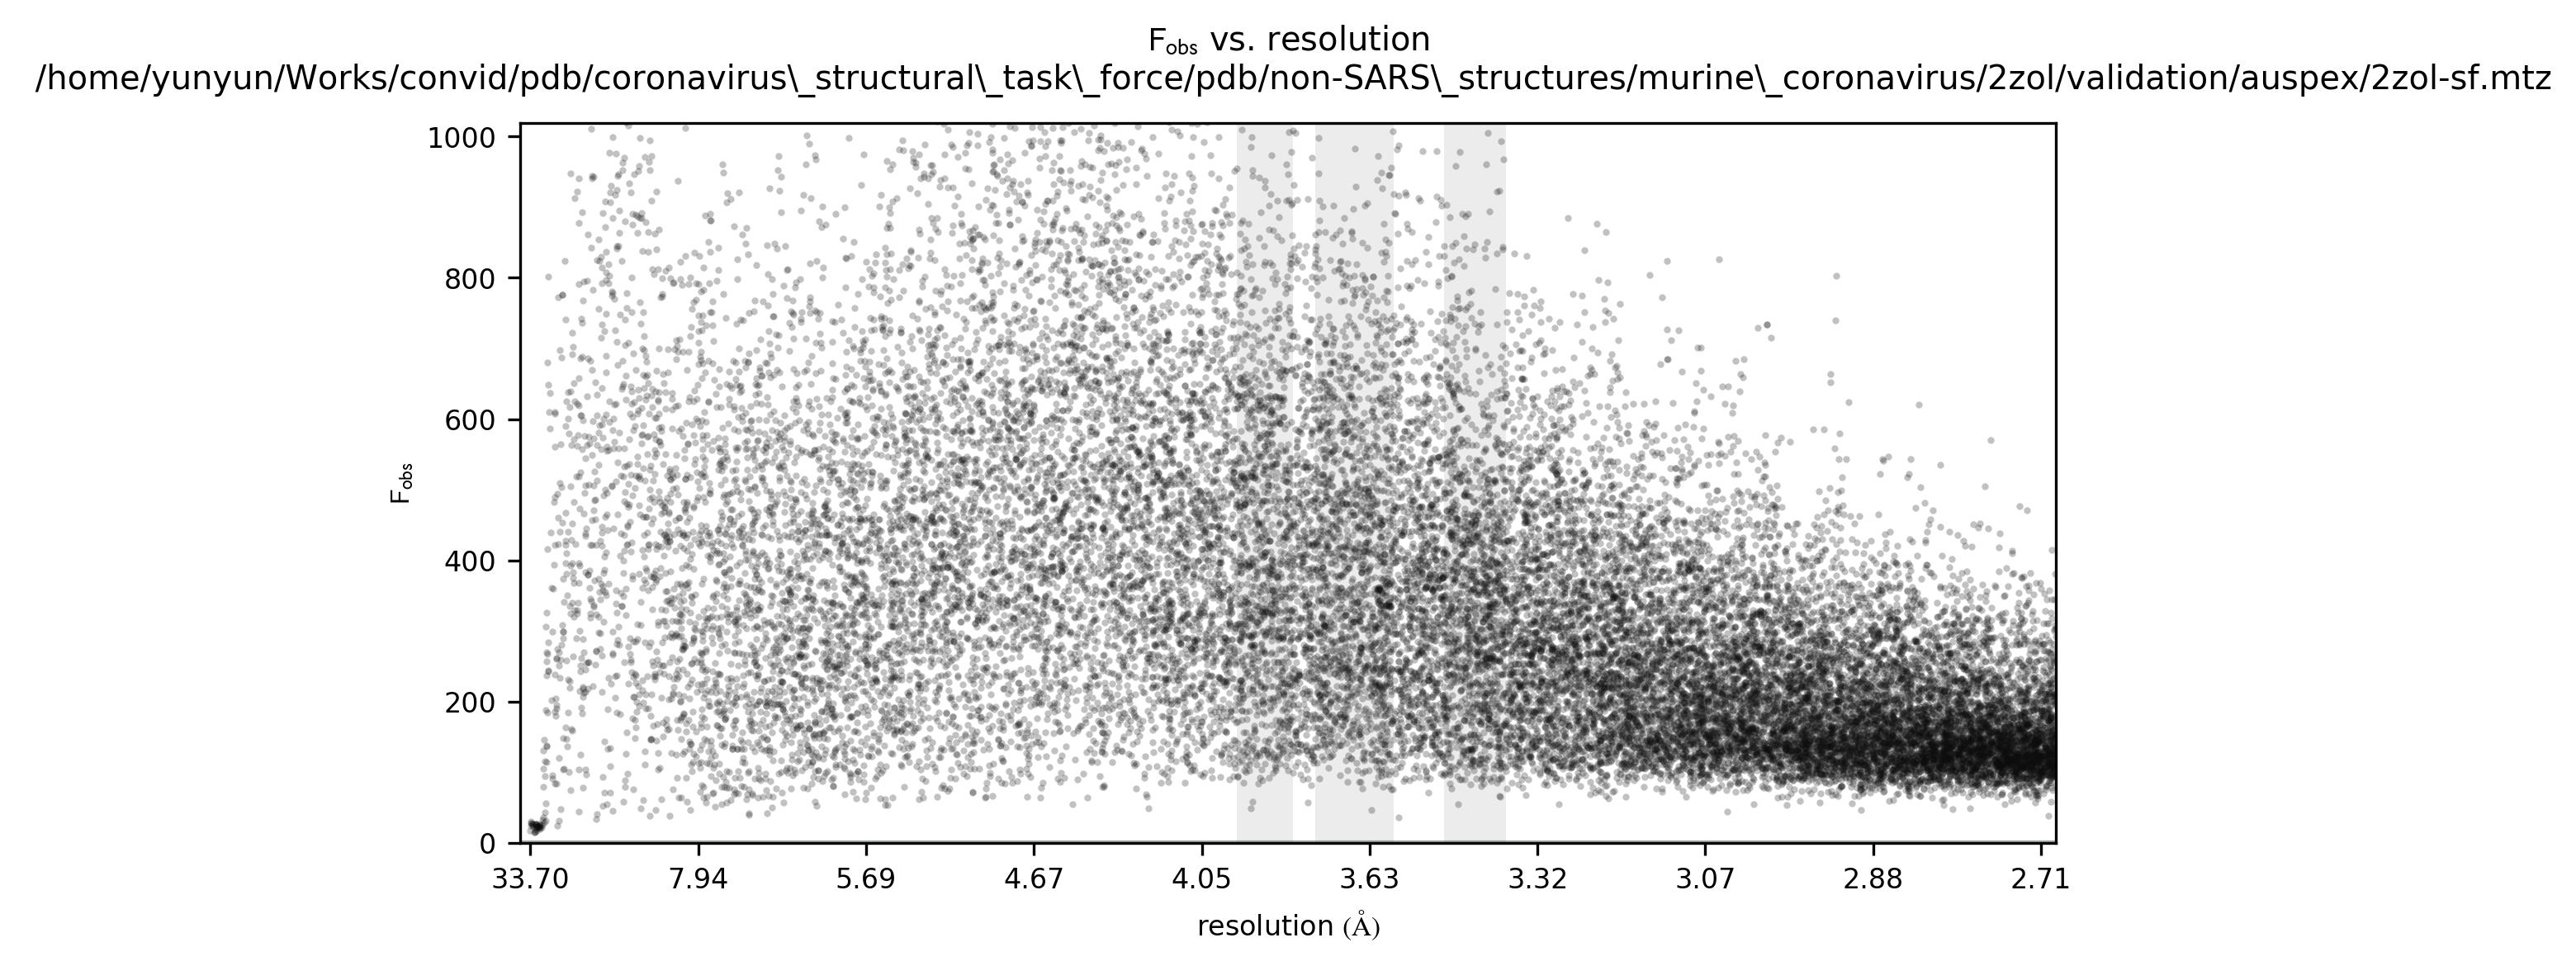 Fobs vs. resolution
/home/yunyun/Works/convid/pdb/coronavirus\_structural\_task\_force/pdb/non-SARS\_structures/murine\_coronavirus/2zol/validation/auspex/2zol-sf.mtz
1000
800
600
400
200
0
Fobs
33.70 7.94 5.69 4.67 4.05 3.63 3.32 3.07 2.88 2.71
resolution (Å)